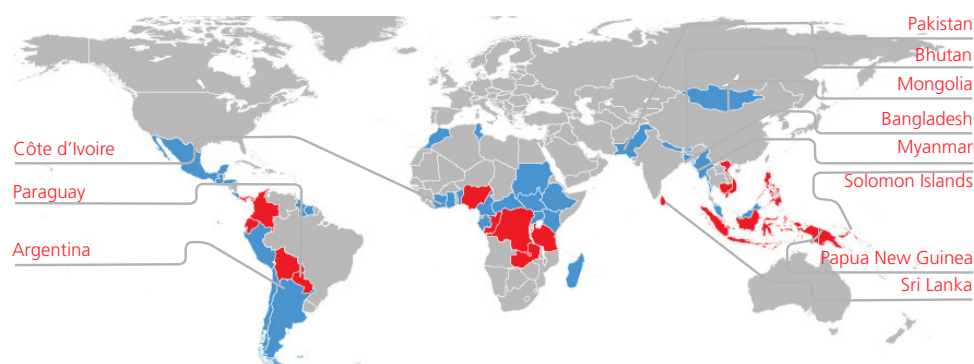 Pakistan
Bhutan
Mongolia
Bangladesh
Côte d’Ivoire
Myanmar
Paraguay
Solomon Islands
Argentina
Papua New Guinea
Sri Lanka